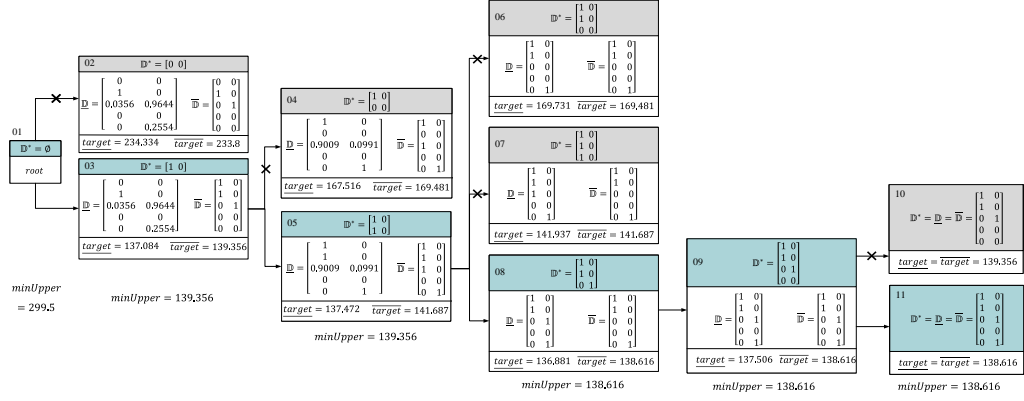 01
𝔻* = ∅
root
minUpper
= 299.5
02
𝔻* = [0 0]
𝔻 = [0 0
1 0
0,0356 0,9644
0 0
0 0.2554]
𝔻 = [0 0
1 0
0 1
0 0
0 0]
target = 234.334 target = 233.8
03
𝔻* = [1 0]
𝔻 = [0 0
1 0
0,0356 0,9644
0 0
0 0.2554]
𝔻 = [1 0
1 0
0 1
0 0
0 0]
target = 137.084 target = 139.356
minUpper = 139.356
04
𝔻* = [1 0
0 0]
𝔻 = [1 0
0 0
0.9009 0.0991
0 0
0 1]
𝔻 = [1 0
0 0
1 0
0 0
0 1]
target = 167.516 target = 169.481
05
𝔻* = [1 0
1 0]
𝔻 = [1 0
0 0
0.9009 0.0991
0 0
0 1]
𝔻 = [1 0
1 0
1 0
0 0
0 1]
target = 137,472 target = 141.687
minUpper = 139.356
06
𝔻* = [1 0
1 0
0 0]
𝔻 = [1 0
1 0
0 0
0 0
0 1]
𝔻 = [1 0
1 0
0 0
0 0
0 1]
target = 169.731 target = 169,481
07
𝔻* = [1 0
1 0
1 0]
𝔻 = [1 0
1 0
1 0
0 0
0 1]
𝔻 = [1 0
1 0
1 0
0 0
0 1]
target = 141.937 target = 141.687
08
𝔻* = [1 0
1 0
0 1]
𝔻 = [1 0
1 0
0 1
0 0
0 1]
𝔻 = [1 0
1 0
0 1
0 0
0 1]
target = 136,881 target = 138.616
minUpper = 138.616
09
𝔻* = [1 0
1 0
0 1
0 0]
𝔻 = [1 0
1 0
0 1
0 0
0 1]
𝔻 = [1 0
1 0
0 1
0 0
0 1]
target = 137.506 target = 138.616
minUpper = 138.616
10
𝔻* = 𝔻 = 𝔻 = [1 0
1 0
0 1
0 0
0 0]
target = target = 139.356
11
𝔻* = 𝔻 = 𝔻 = [1 0
1 0
0 1
0 0
0 1]
target = target = 138.616
minUpper = 138.616